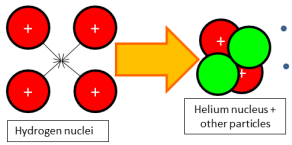 + +
+ +
+
+
Hydrogen nuclei
Helium nucleus +
other particles